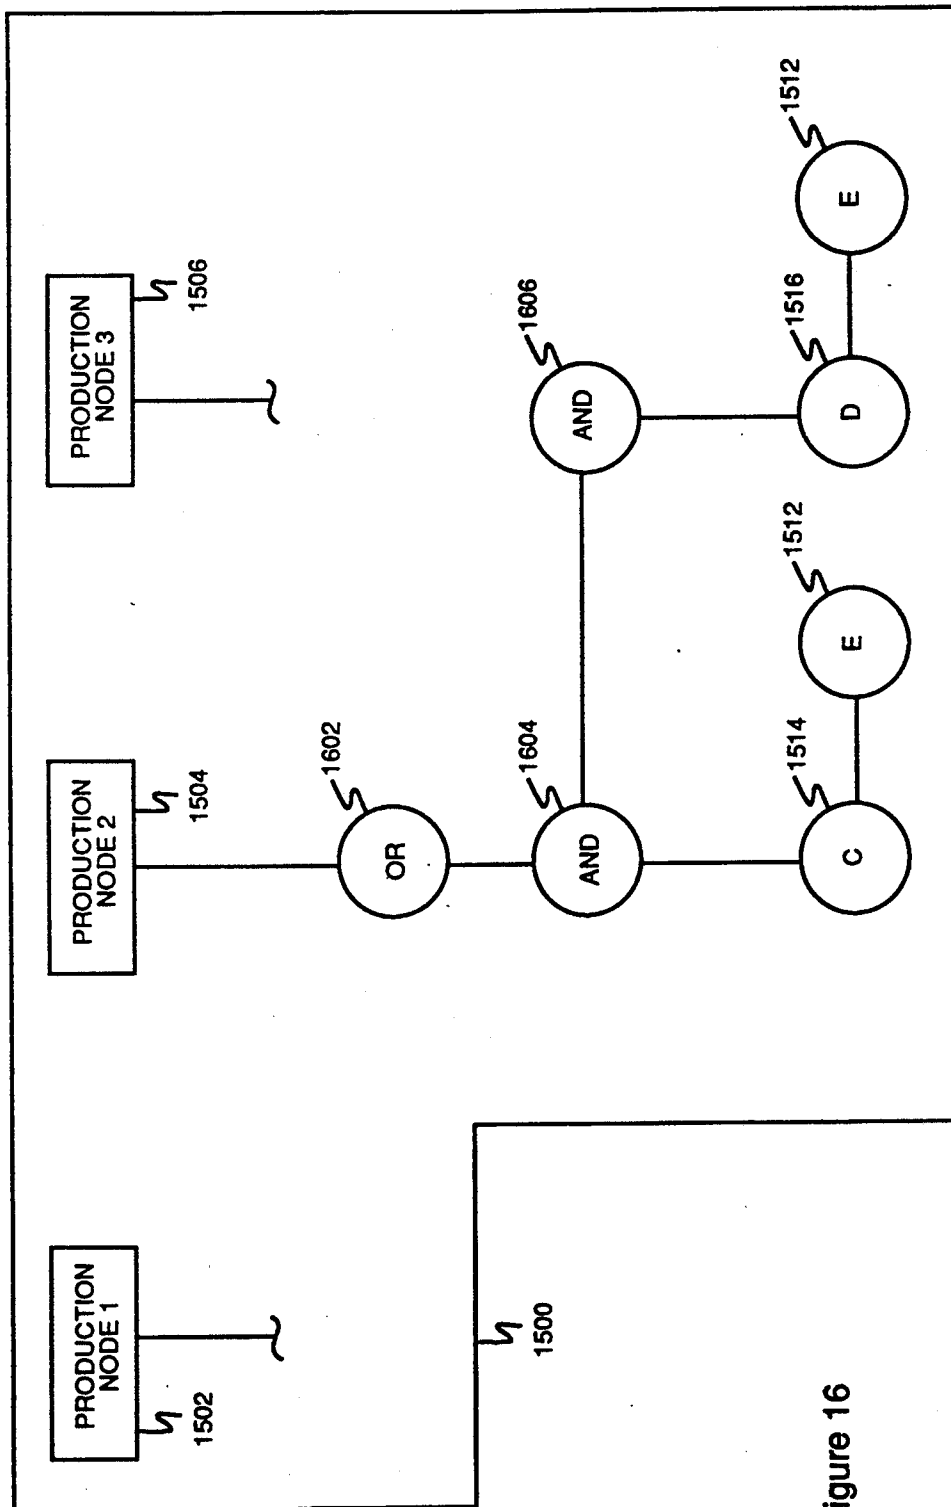 PRODUCTION
NODE 1
1502
PRODUCTION
NODE 2
1504
PRODUCTION
NODE 3
1506
OR
1602
AND
1604
AND
1606
C
1514
E
1512
D
1516
E
1512
1500
igure 16